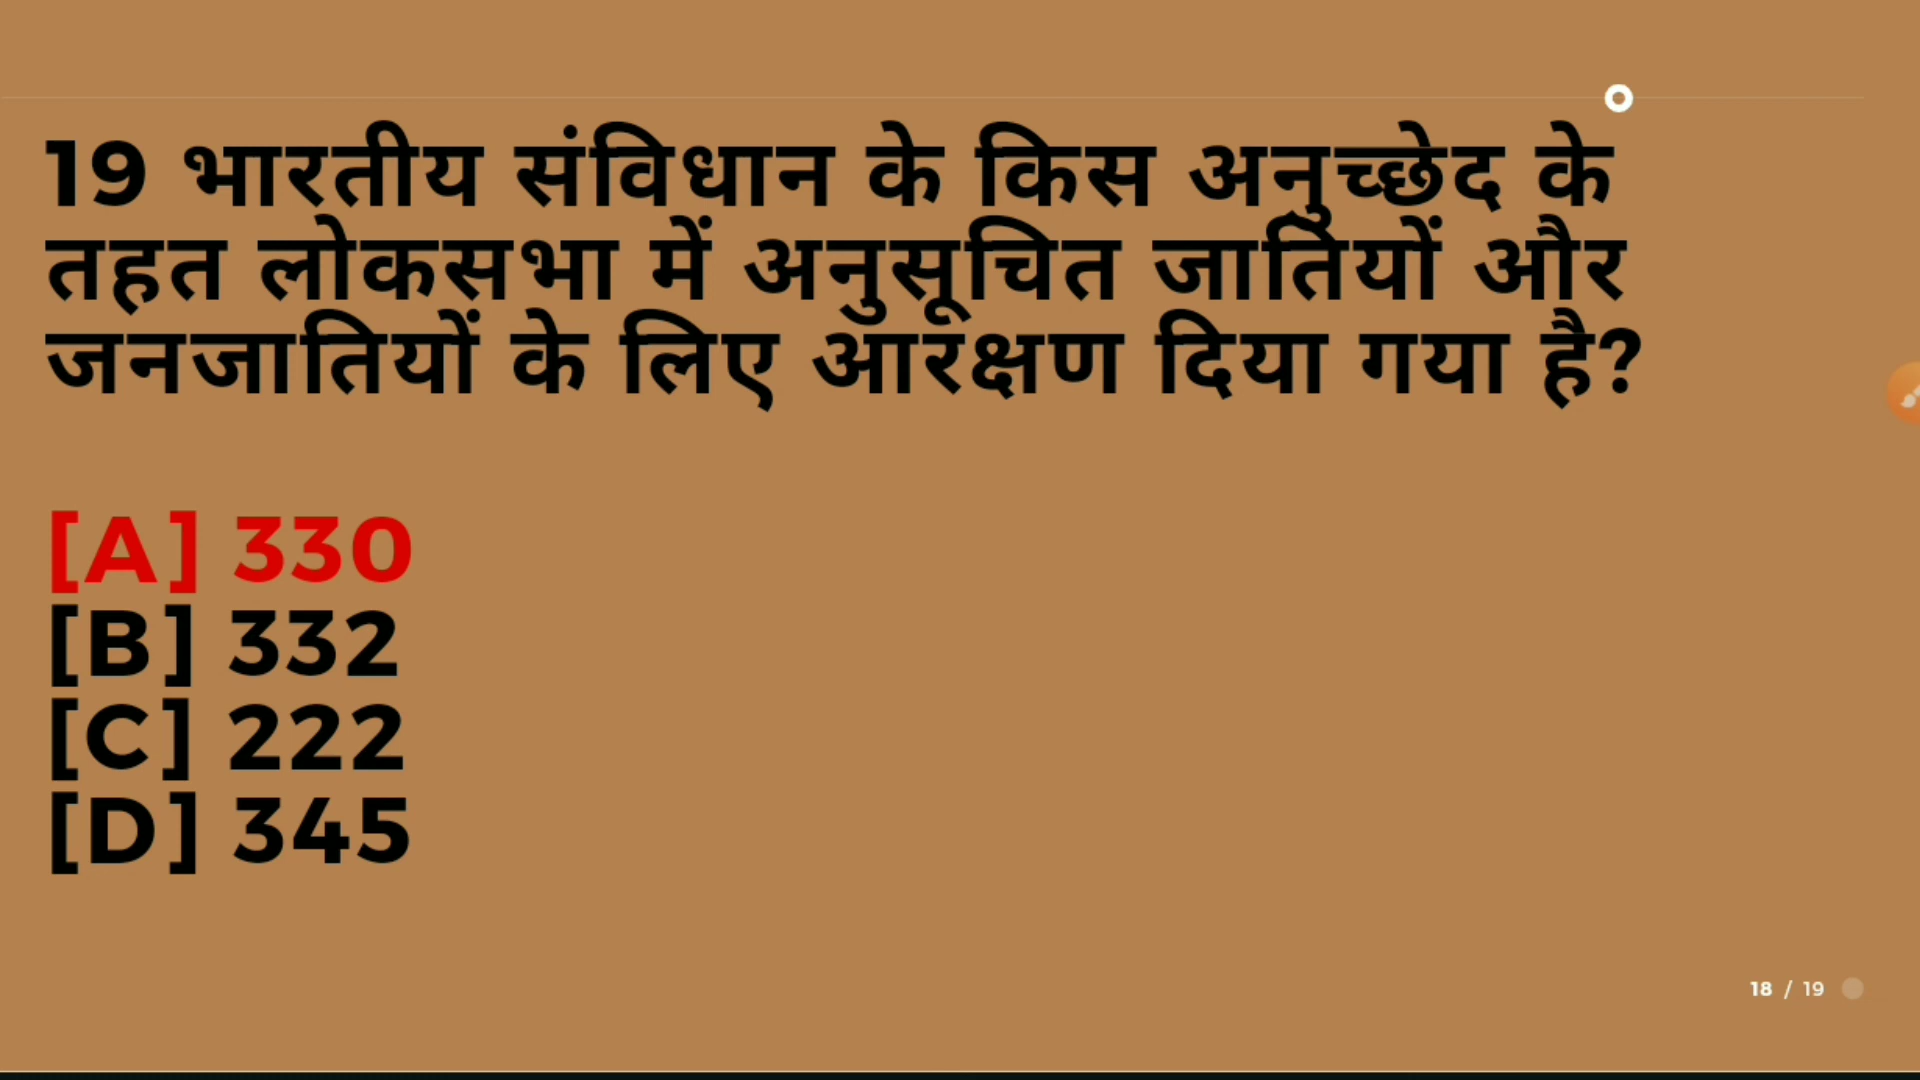 19 भारतीय संविधान के किस अनुच्छेद के
तहत लोकसभा में अनुसूचित जातियों और
जनजातियों के लिए आरक्षण दिया गया है?
[A] 330
[B] 332
[C] 222
[D] 345
18 / 19